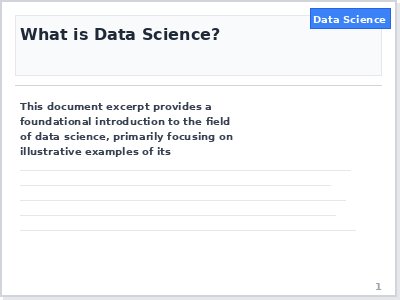 Data Science
What is Data Science?
This document excerpt provides a
foundational introduction to the field
of data science, primarily focusing on
illustrative examples of its
1